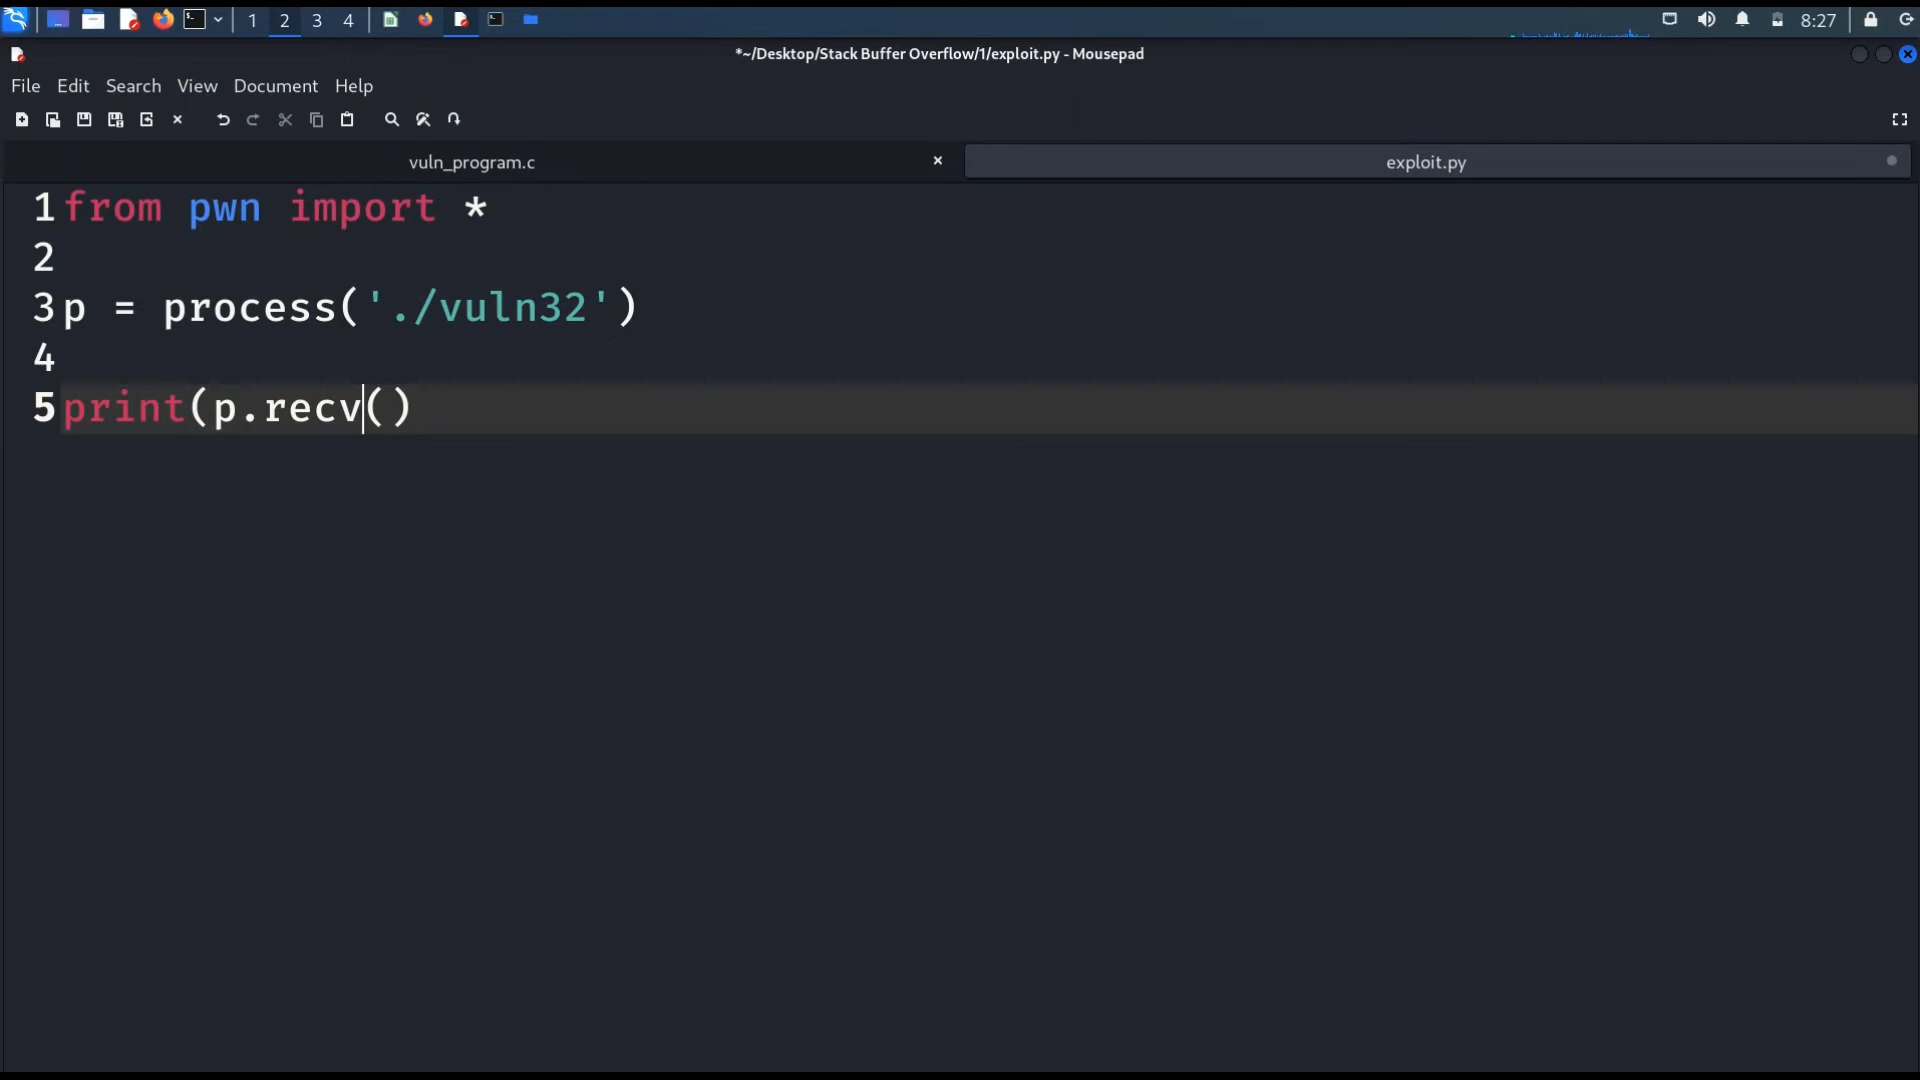 1 2 3 4 8:27
*~/Desktop/Stack Buffer Overflow/1/exploit.py - Mousepad
File Edit Search View Document Help
vuln_program.c exploit.py
1 from pwn import *
2
3 p = process('./vuln32')
4
5 print(p.recv()